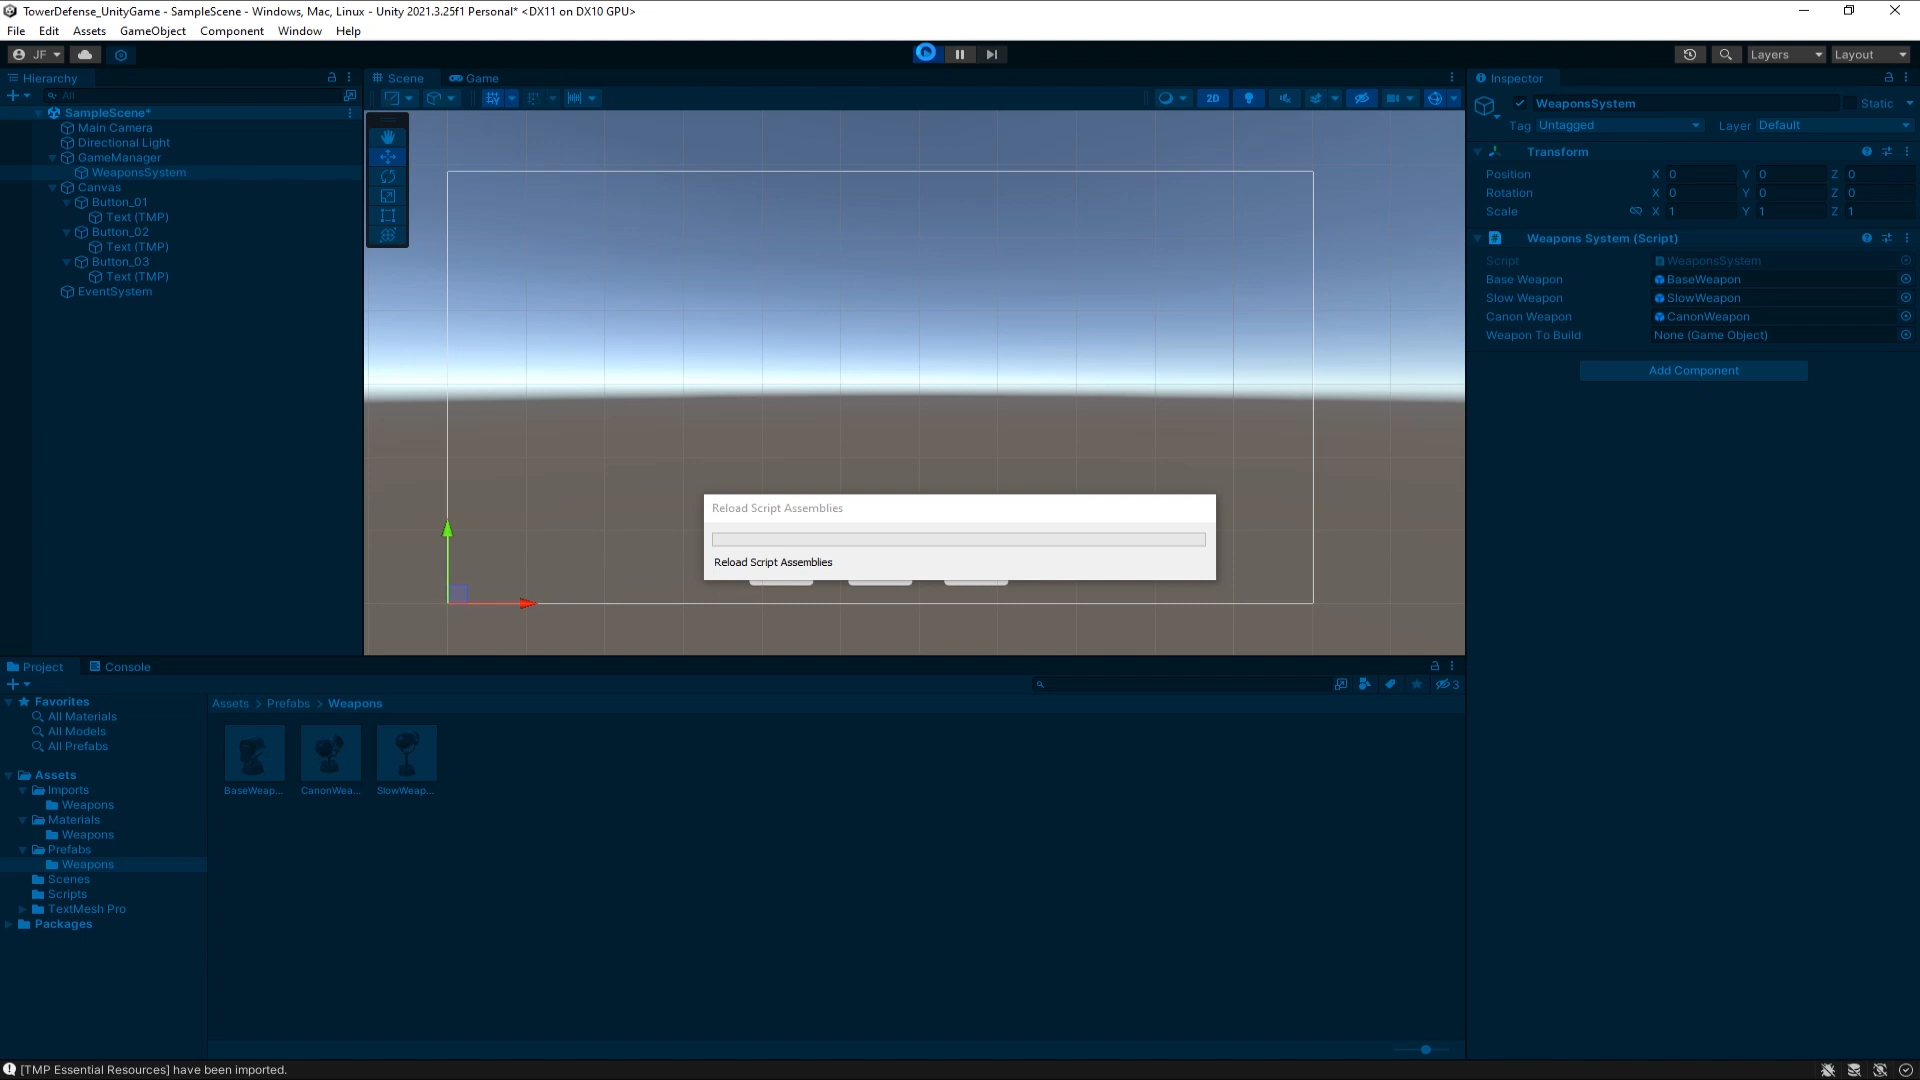 TowerDefense_UnityGame - SampleScene - Windows, Mac, Linux - Unity 2021.3.25f1 Personal* <DX11 on DX10 GPU>
File Edit Assets GameObject Component Window Help
JF
Layers
Layout
Hierarchy
All
SampleScene*
Main Camera
Directional Light
GameManager
WeaponsSystem
Canvas
Button_01
Text (TMP)
Button_02
Text (TMP)
Button_03
Text (TMP)
EventSystem
Scene
Game
2D
Reload Script Assemblies
Reload Script Assemblies
Inspector
WeaponsSystem
Static
Tag Untagged Layer Default
Transform
Position X 0 Y 0 Z 0
Rotation X 0 Y 0 Z 0
Scale X 1 Y 1 Z 1
# Weapons System (Script)
Script WeaponsSystem
Base Weapon BaseWeapon
Slow Weapon SlowWeapon
Canon Weapon CanonWeapon
Weapon To Build None (Game Object)
Add Component
Project
Console
3
Favorites
All Materials
All Models
All Prefabs
Assets
Imports
Weapons
Materials
Weapons
Prefabs
Weapons
Scenes
Scripts
TextMesh Pro
Packages
Assets > Prefabs > Weapons
BaseWeap... CanonWea... SlowWeap...
[TMP Essential Resources] have been imported.